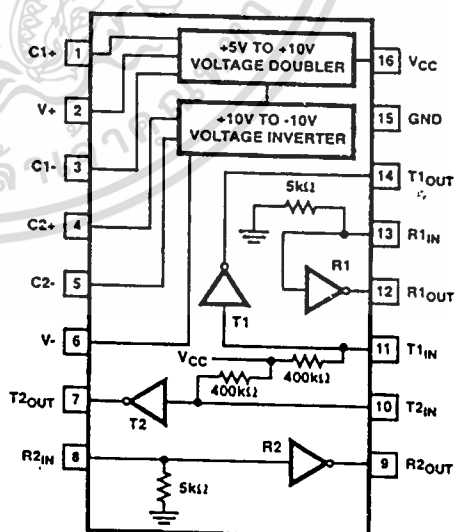 C1+ 1
V+ 2
C1- 3
C2+ 4
C2- 5
V- 6
T2OUT 7
R2IN 8
+5V TO +10V
VOLTAGE DOUBLER
+10V TO -10V
VOLTAGE INVERTER
5kΩ
R1
T1
VCC
400kΩ
400kΩ
T2
R2
5kΩ
16 VCC
15 GND
14 T1OUT
13 R1IN
12 R1OUT
11 T1IN
10 T2IN
9 R2OUT